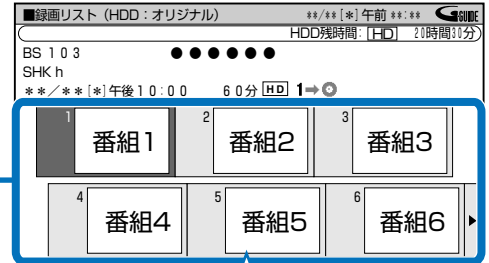 ■録画リスト(HDD:オリジナル) **/**[*]午前**:** G-GUIDE
HDD残時間: HD 20時間30分
BS 103 ●●●●●●
SHK h
**/**[*]午後10:00 60分 HD 1➡
1 番組1 2 番組2 3 番組3
4 番組4 5 番組5 6 番組6